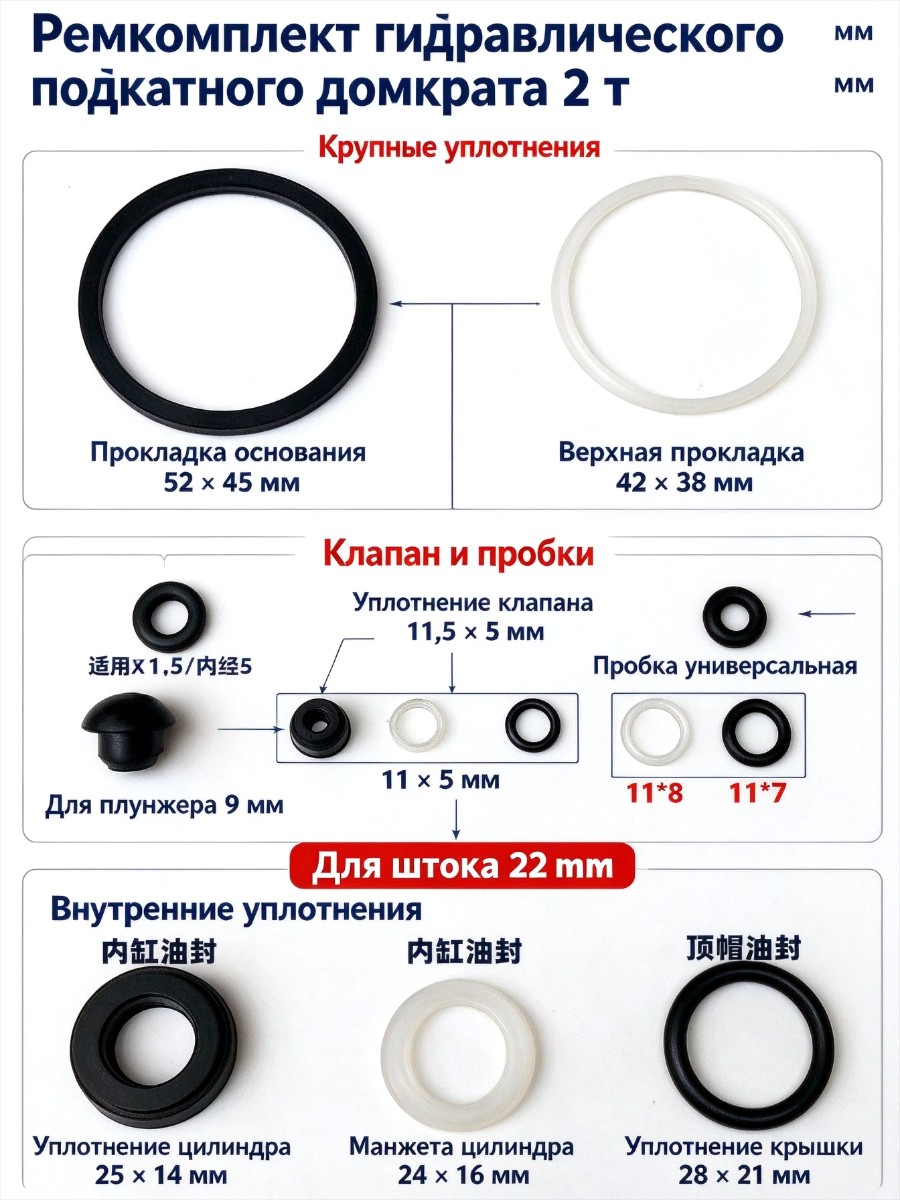 Ремкомплект гидравлического
подкатного домкрата 2 т
мм
мм
Крупные уплотнения
Прокладка основания
52 × 45 мм
Верхная прокладка
42 × 38 мм
Клапан и пробки
Уплотнение клапана
11,5 × 5 мм
适用X1,5/内经5
Пробка универсальная
Для плунжера 9 мм
11 × 5 мм
11*8
11*7
Для штока 22 mm
Внутренние уплотнения
内缸油封
内缸油封
顶帽油封
Уплотнение цилиндра
25 × 14 мм
Манжета цилиндра
24 × 16 мм
Уплотнение крышки
28 × 21 мм